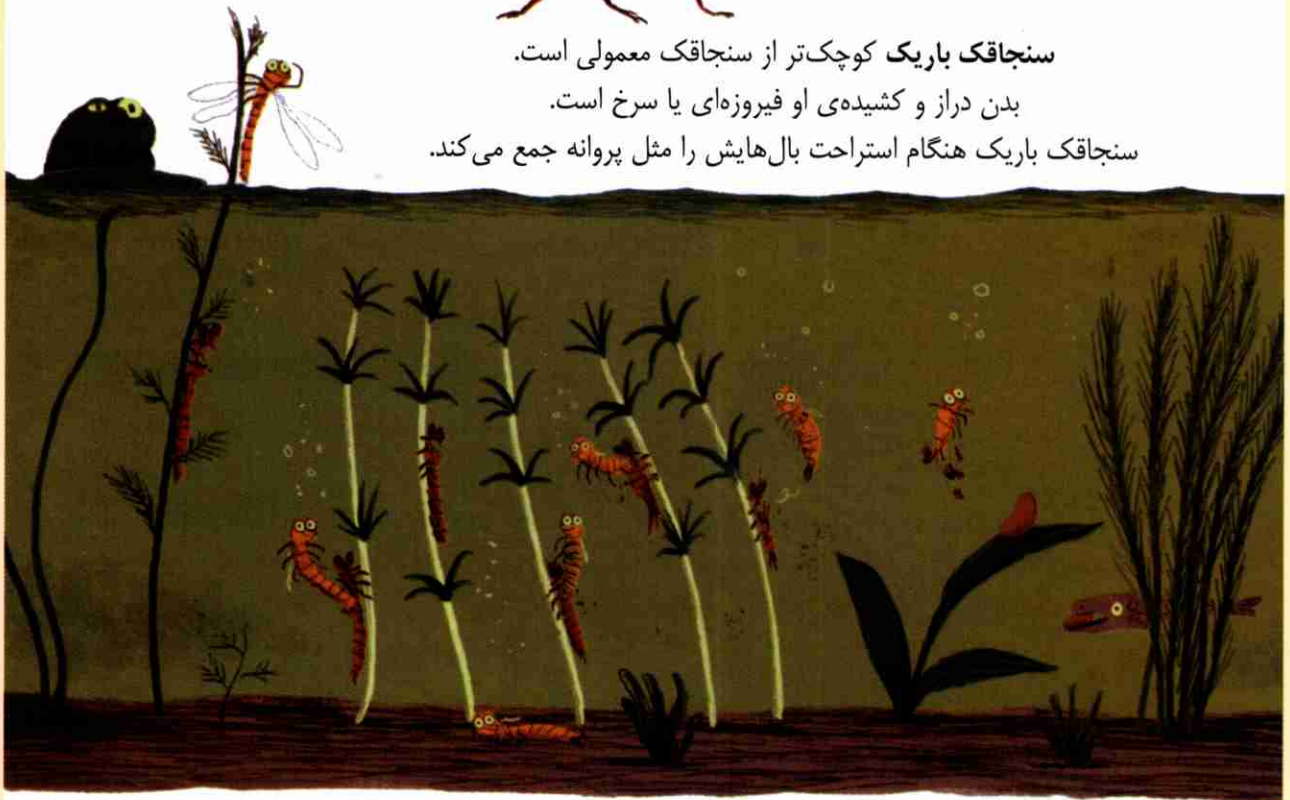 سنجاقک باریک کوچک‌تر از سنجاقک معمولی است.
بدن دراز و کشیده‌ی او فیروزه‌ای یا سرخ است.
سنجاقک باریک هنگام استراحت بال‌هایش را مثل پروانه جمع می‌کند.